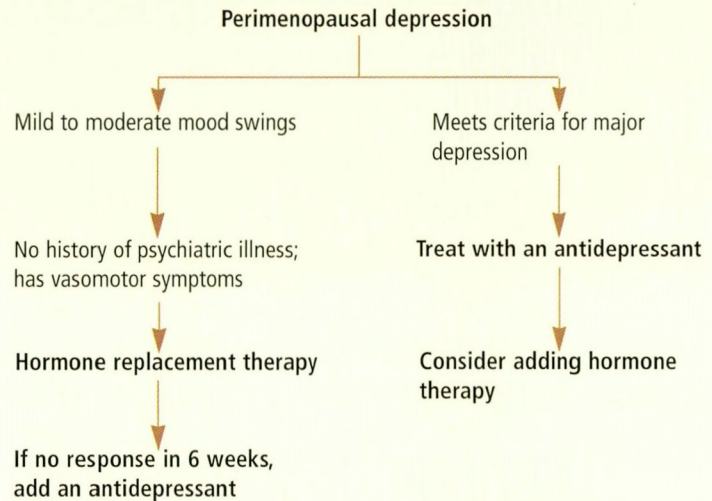 Perimenopausal depression
Mild to moderate mood swings
No history of psychiatric illness;
has vasomotor symptoms
Hormone replacement therapy
If no response in 6 weeks,
add an antidepressant
Meets criteria for major
depression
Treat with an antidepressant
Consider adding hormone
therapy